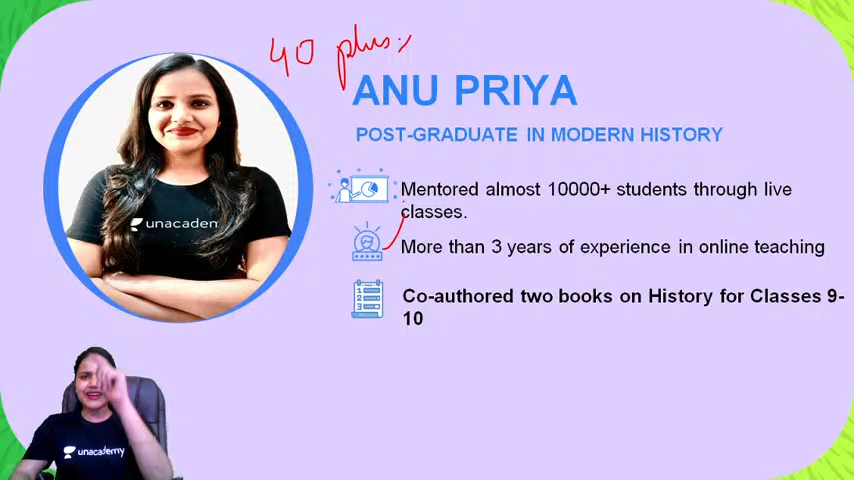 40 plus
ANU PRIYA
POST-GRADUATE IN MODERN HISTORY
Mentored almost 10000+ students through live
classes.
More than 3 years of experience in online teaching
Co-authored two books on History for Classes 9-
10
unacadem
unacademy